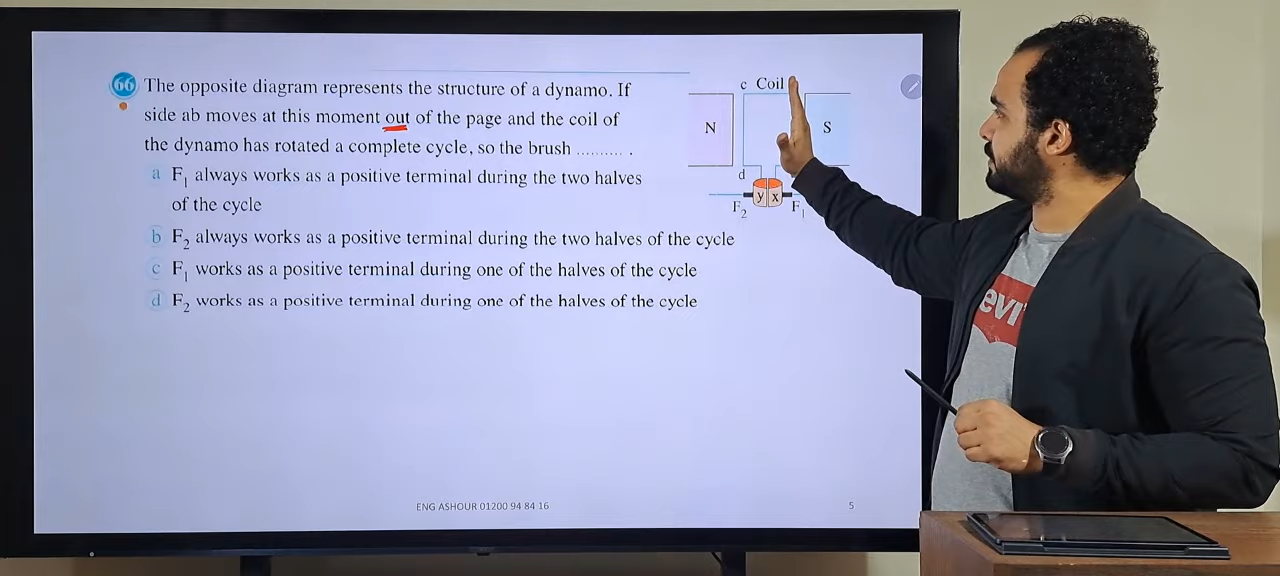 66 The opposite diagram represents the structure of a dynamo. If
side ab moves at this moment out of the page and the coil of
the dynamo has rotated a complete cycle, so the brush .......... .
a F1 always works as a positive terminal during the two halves
of the cycle
b F2 always works as a positive terminal during the two halves of the cycle
c F1 works as a positive terminal during one of the halves of the cycle
d F2 works as a positive terminal during one of the halves of the cycle
c Coil
N
S
d
y x
F2
F1
ENG ASHOUR 01200 94 84 16
5